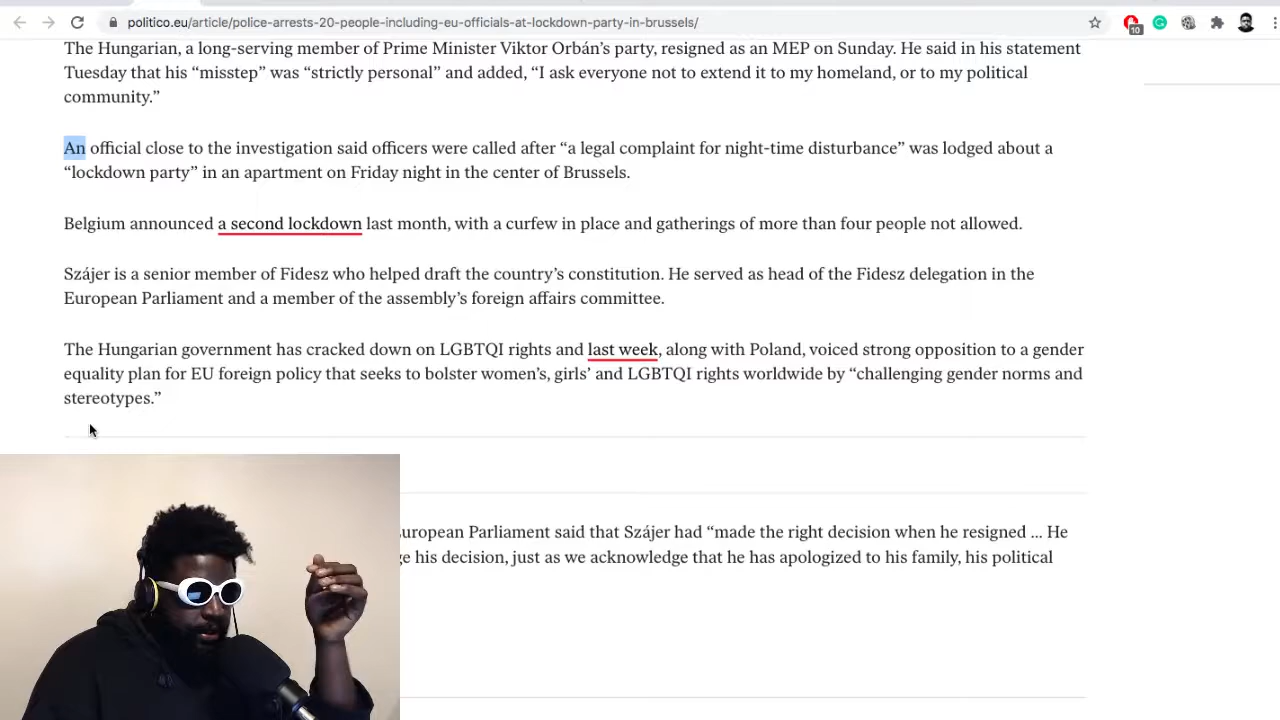 politico.eu/article/police-arrests-20-people-including-eu-officials-at-lockdown-party-in-brussels/
10
The Hungarian, a long-serving member of Prime Minister Viktor Orbán’s party, resigned as an MEP on Sunday. He said in his statement
Tuesday that his “misstep” was “strictly personal” and added, “I ask everyone not to extend it to my homeland, or to my political
community.”
An official close to the investigation said officers were called after “a legal complaint for night-time disturbance” was lodged about a
“lockdown party” in an apartment on Friday night in the center of Brussels.
Belgium announced a second lockdown last month, with a curfew in place and gatherings of more than four people not allowed.
Szájer is a senior member of Fidesz who helped draft the country’s constitution. He served as head of the Fidesz delegation in the
European Parliament and a member of the assembly’s foreign affairs committee.
The Hungarian government has cracked down on LGBTQI rights and last week, along with Poland, voiced strong opposition to a gender
equality plan for EU foreign policy that seeks to bolster women’s, girls’ and LGBTQI rights worldwide by “challenging gender norms and
stereotypes.”
European Parliament said that Szájer had “made the right decision when he resigned ... He
his decision, just as we acknowledge that he has apologized to his family, his political